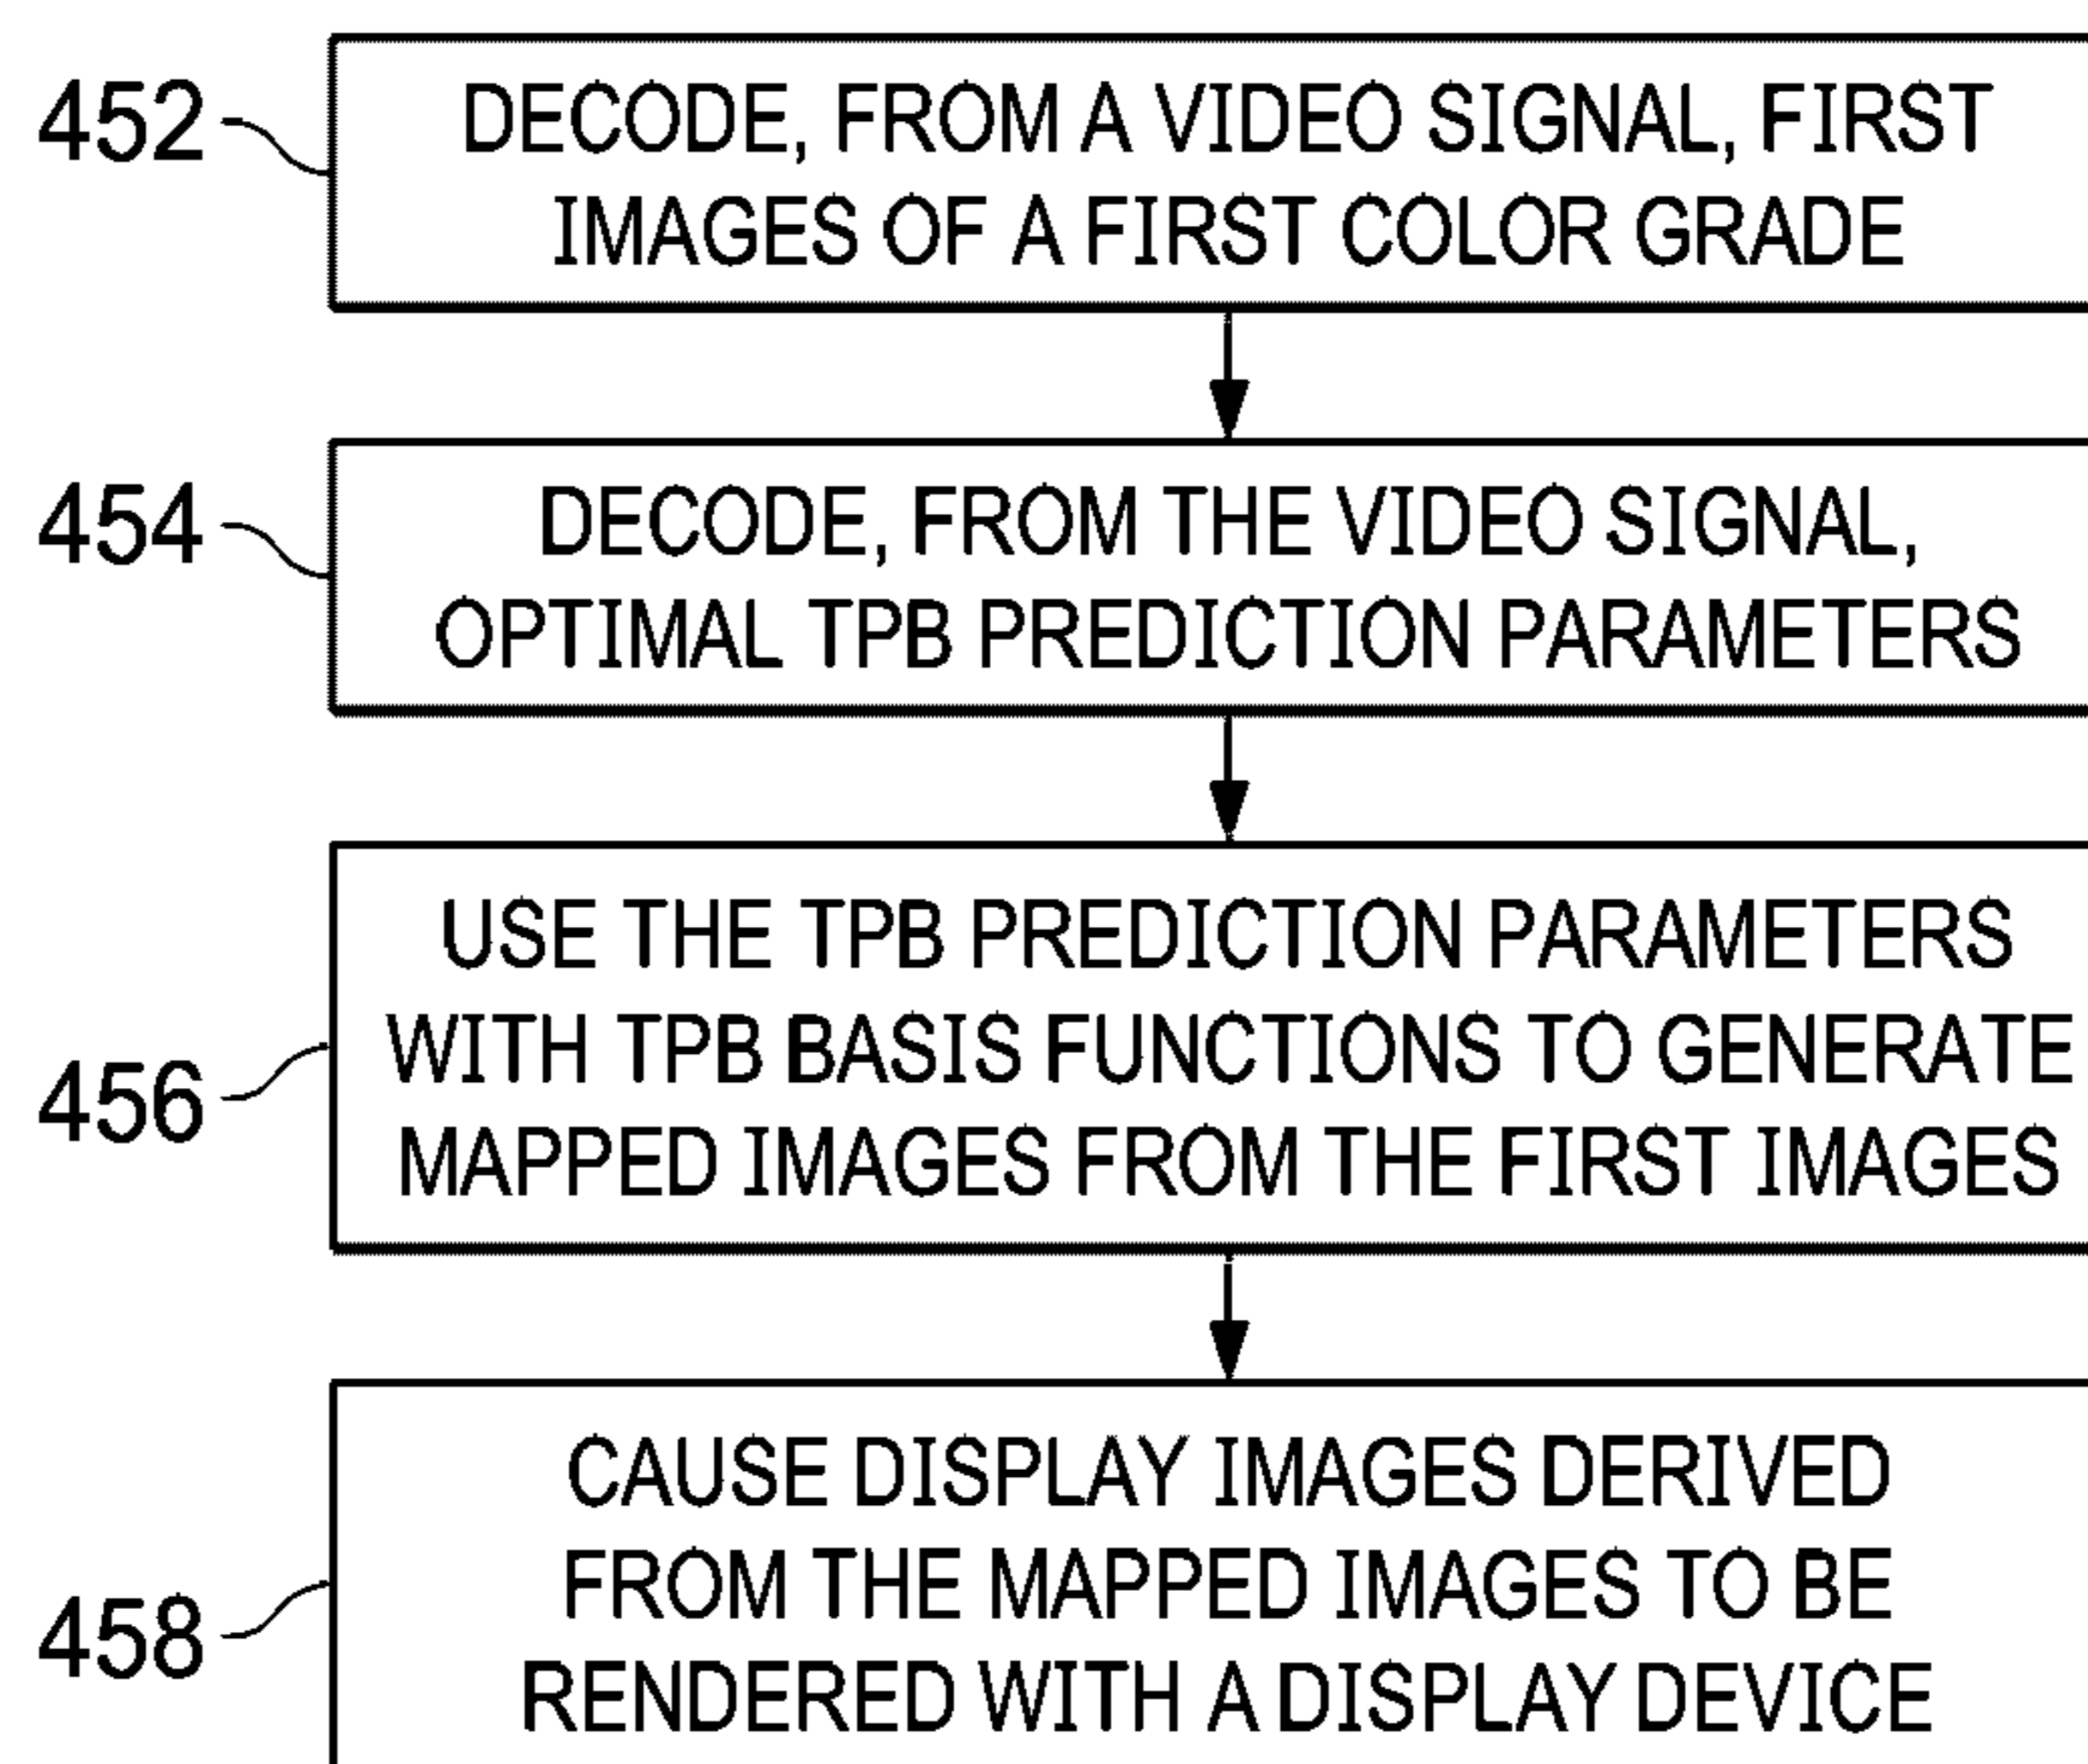 452
DECODE, FROM A VIDEO SIGNAL, FIRST
IMAGES OF A FIRST COLOR GRADE
454
DECODE, FROM THE VIDEO SIGNAL,
OPTIMAL TPB PREDICTION PARAMETERS
456
USE THE TPB PREDICTION PARAMETERS
WITH TPB BASIS FUNCTIONS TO GENERATE
MAPPED IMAGES FROM THE FIRST IMAGES
458
CAUSE DISPLAY IMAGES DERIVED
FROM THE MAPPED IMAGES TO BE
RENDERED WITH A DISPLAY DEVICE